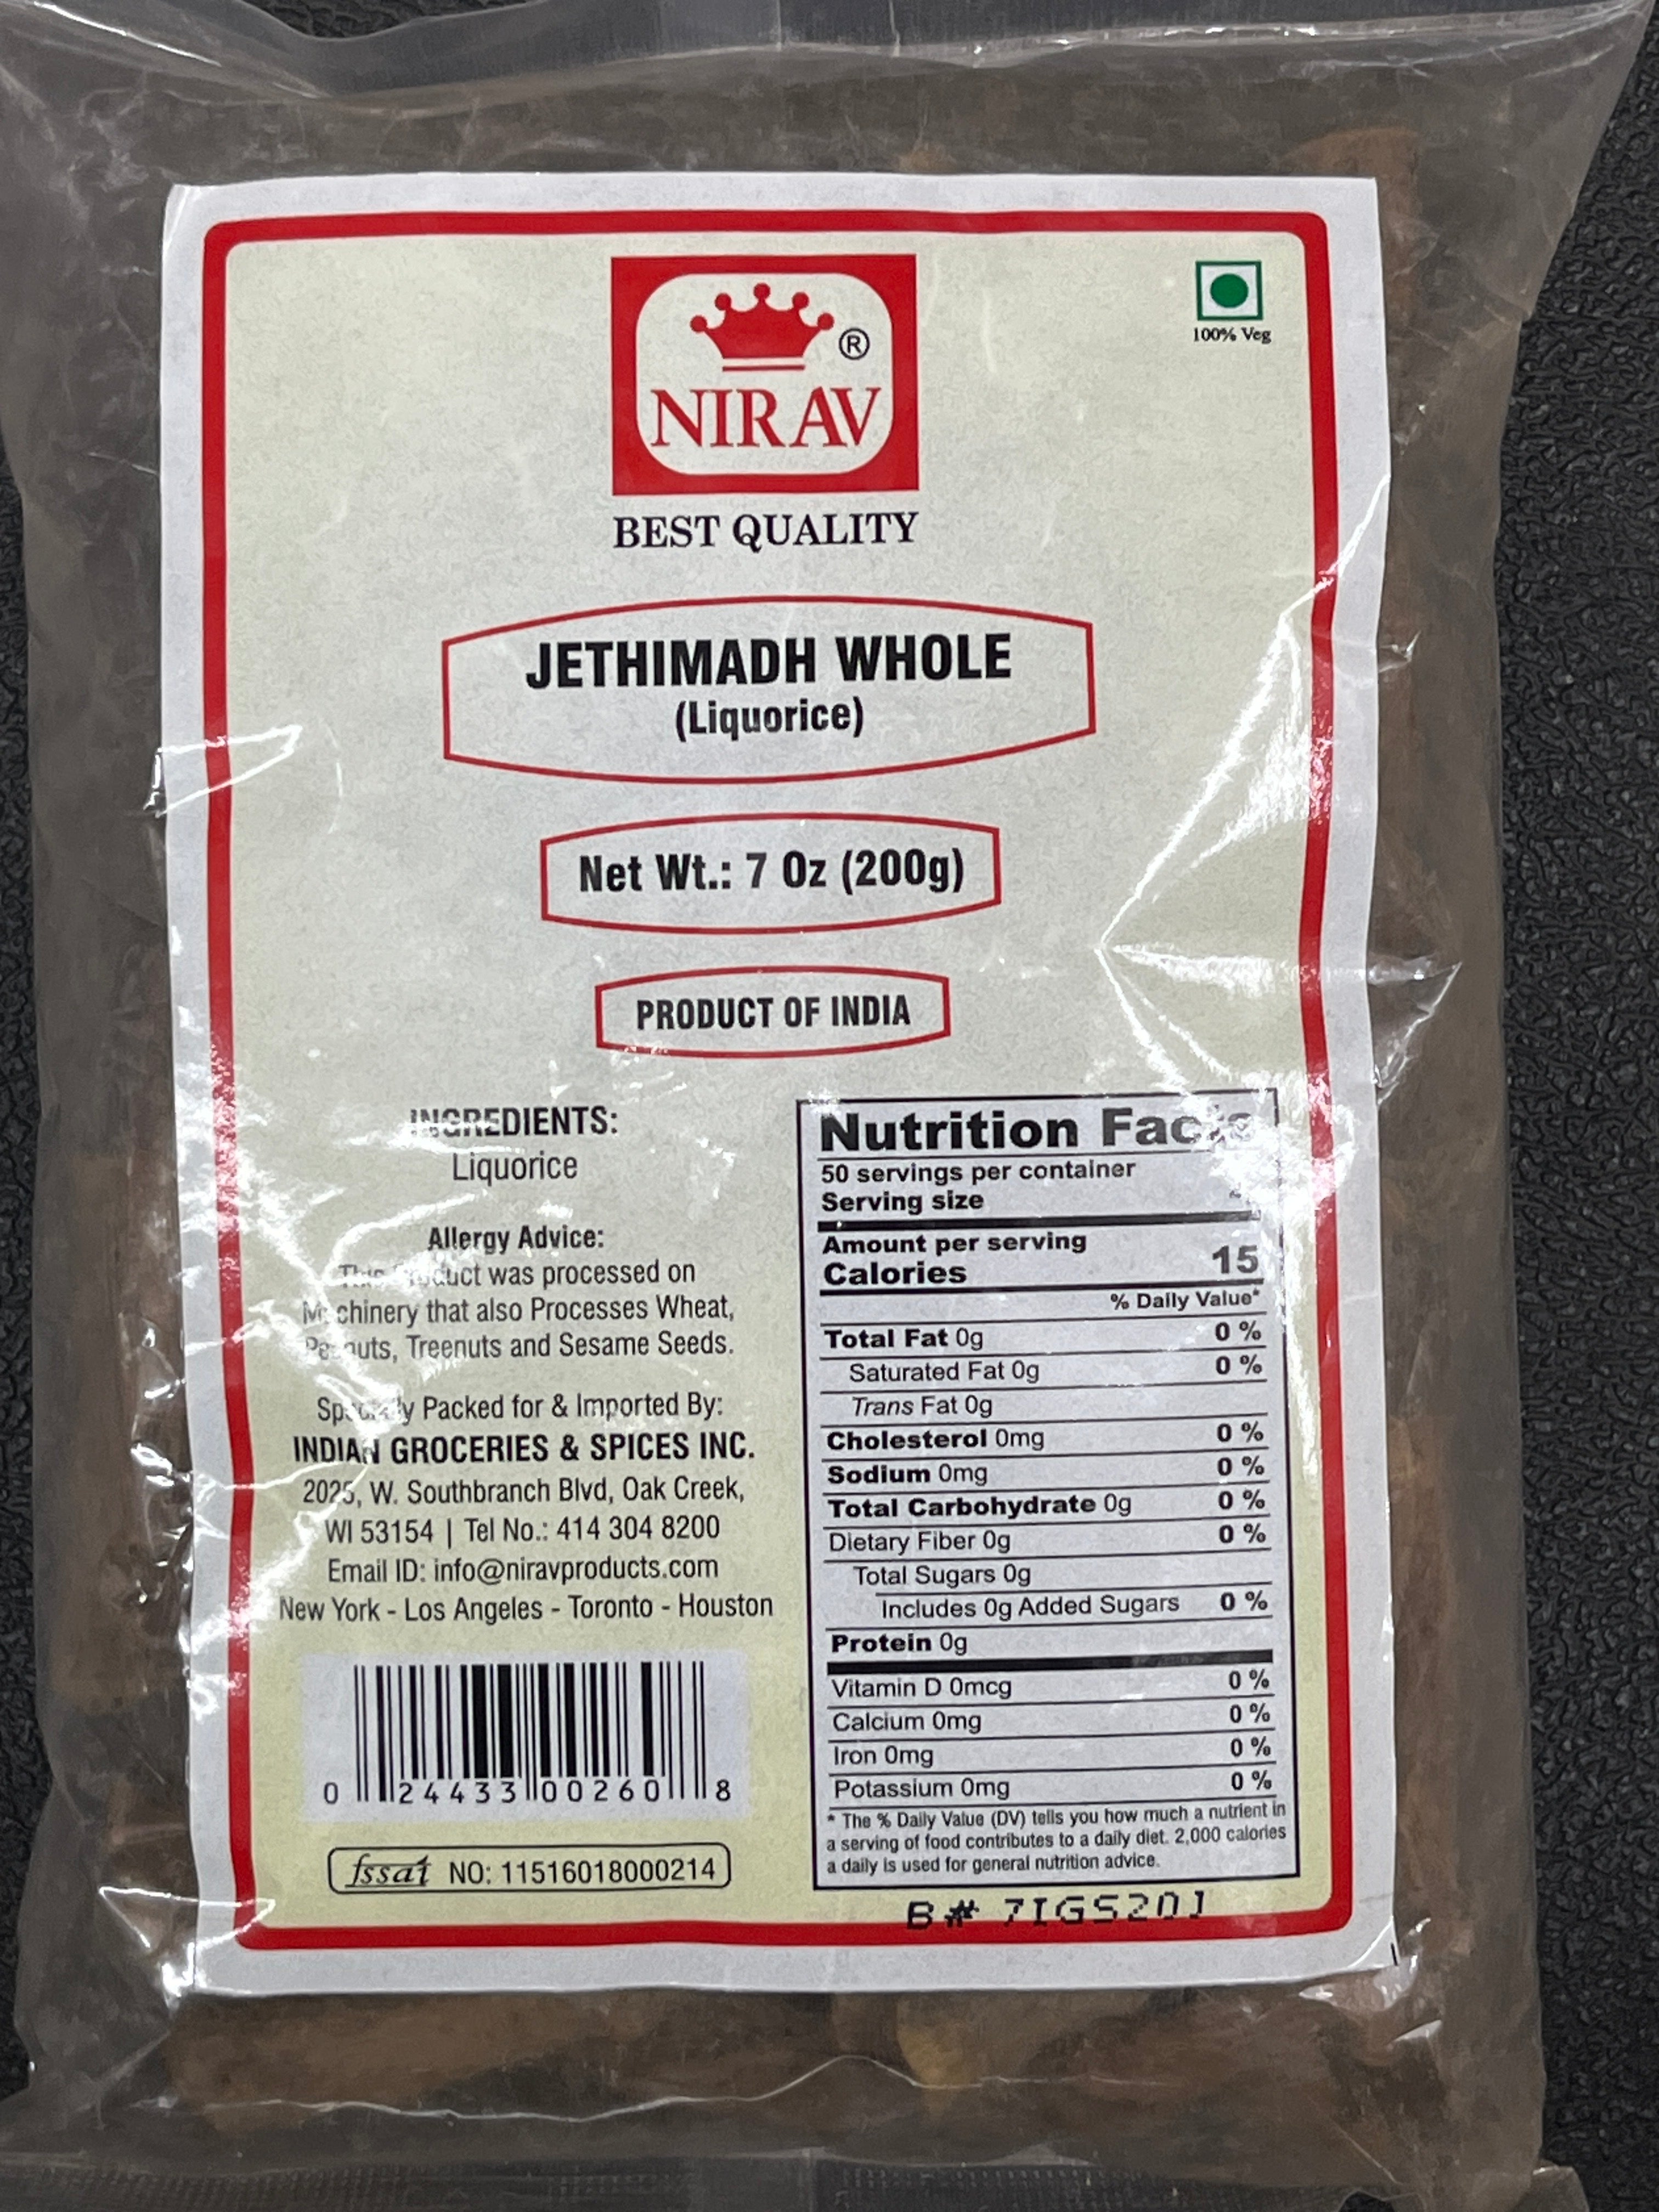 NIRAV
®
100% Veg
BEST QUALITY
JETHIMADH WHOLE
(Liquorice)
Net Wt.: 7 Oz (200g)
PRODUCT OF INDIA
INGREDIENTS:
Liquorice
Allergy Advice:
This Product was processed on
Machinery that also Processes Wheat,
Peanuts, Treenuts and Sesame Seeds.
Specially Packed for & Imported By:
INDIAN GROCERIES & SPICES INC.
2025, W. Southbranch Blvd, Oak Creek,
WI 53154 | Tel No.: 414 304 8200
Email ID: info@niravproducts.com
New York - Los Angeles - Toronto - Houston
0 24433 00260 8
fssai NO: 11516018000214
Nutrition Facts
50 servings per container
Serving size
Amount per serving
Calories 15
% Daily Value*
Total Fat 0g 0 %
Saturated Fat 0g 0 %
Trans Fat 0g
Cholesterol 0mg 0 %
Sodium 0mg 0 %
Total Carbohydrate 0g 0 %
Dietary Fiber 0g 0 %
Total Sugars 0g
Includes 0g Added Sugars 0 %
Protein 0g
Vitamin D 0mcg 0 %
Calcium 0mg 0 %
Iron 0mg 0 %
Potassium 0mg 0 %
* The % Daily Value (DV) tells you how much a nutrient in
a serving of food contributes to a daily diet. 2,000 calories
a daily is used for general nutrition advice.
B# 7IGS201